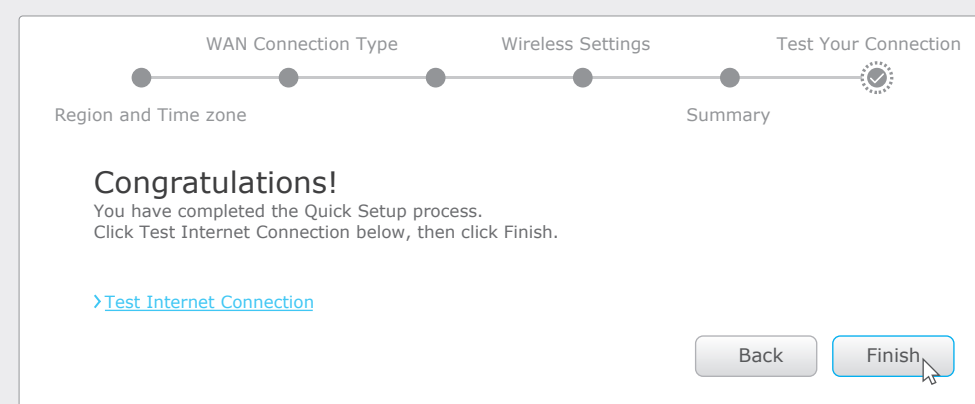 WAN Connection Type
Wireless Settings
Test Your Connection
Region and Time zone
Summary
Congratulations!
You have completed the Quick Setup process.
Click Test Internet Connection below, then click Finish.
Test Internet Connection
Back
Finish